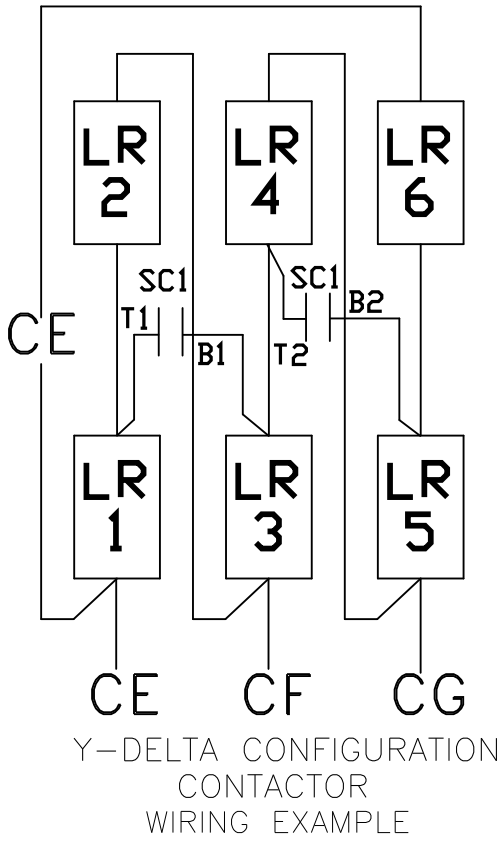 LR
2
LR
4
LR
6
SC1
SC1
T1
B1
T2
B2
CE
LR
1
LR
3
LR
5
CE
CF
CG
Y-DELTA CONFIGURATION
CONTACTOR
WIRING EXAMPLE